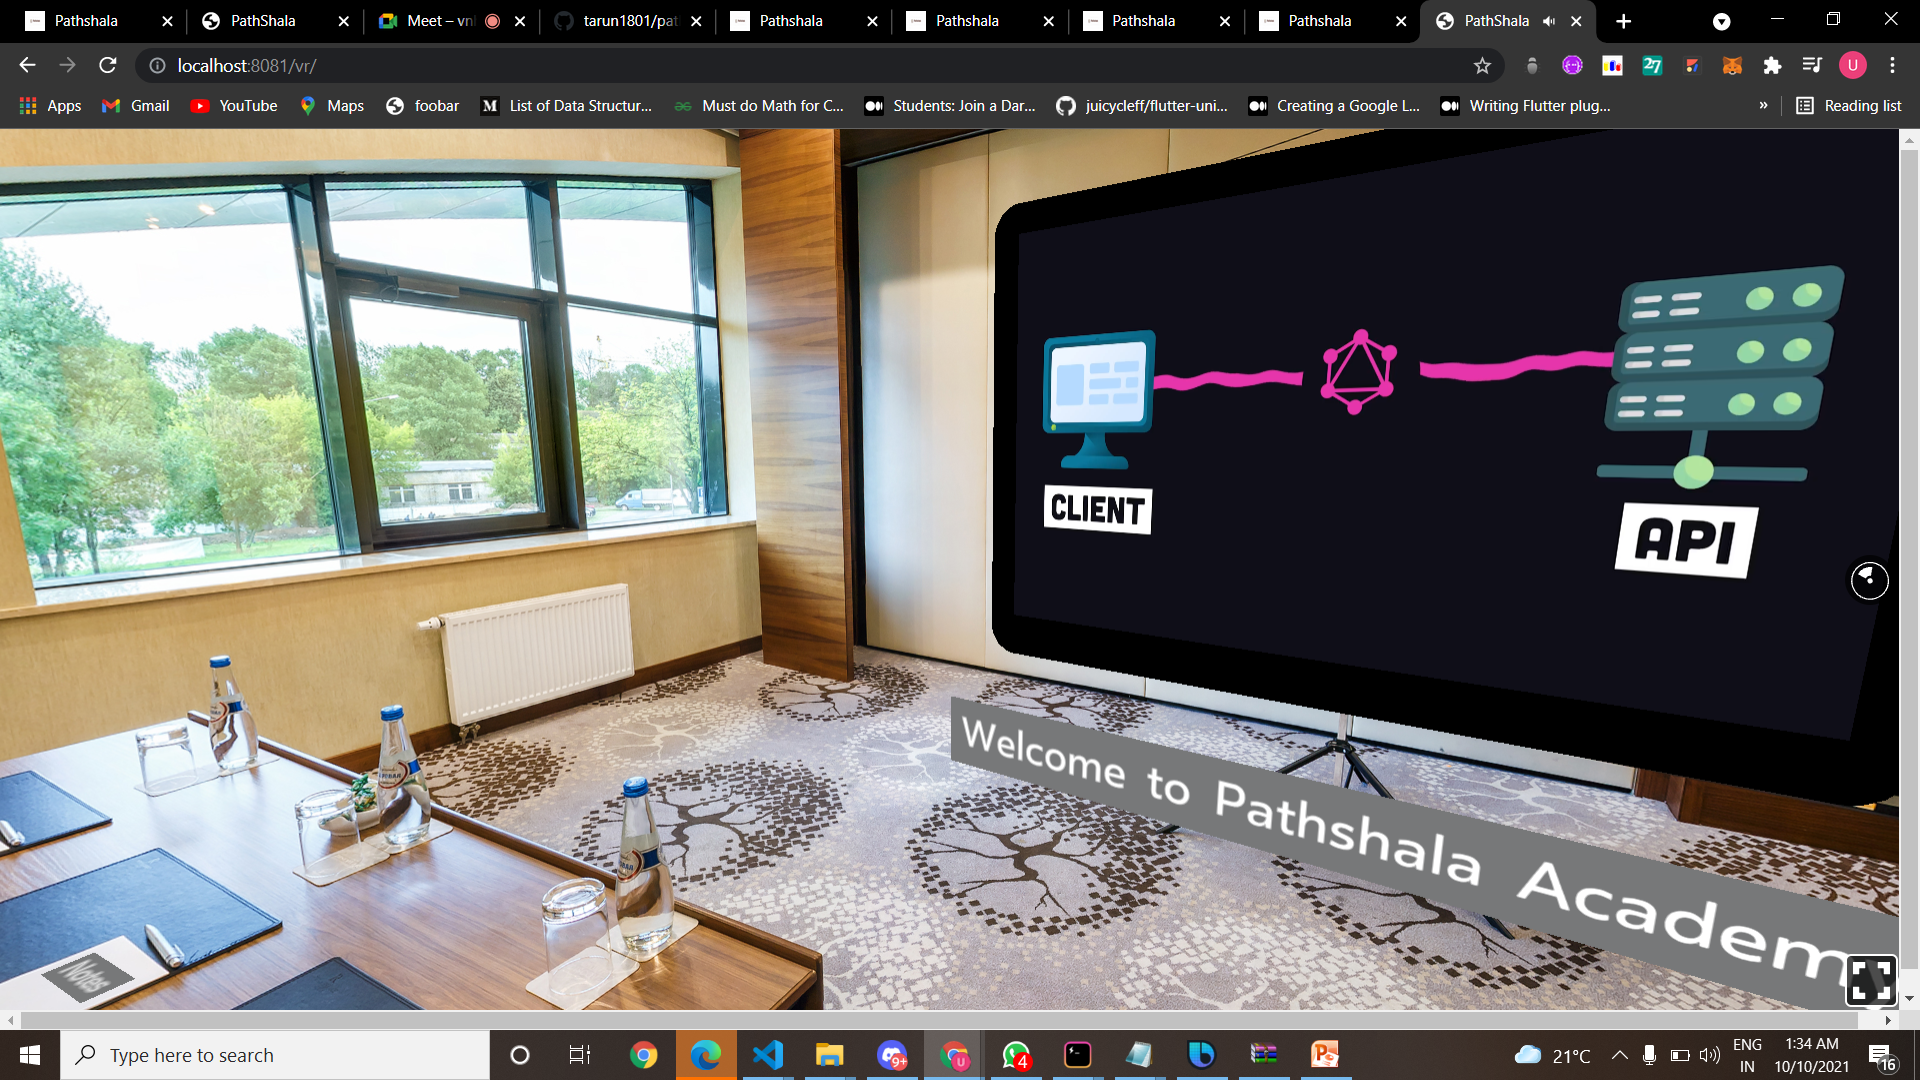 Pathshala
PathShala
Meet – vnl
tarun1801/pat
Pathshala
Pathshala
Pathshala
Pathshala
PathShala
localhost:8081/vr/
U
Apps
Gmail
YouTube
Maps
foobar
M List of Data Structur...
Must do Math for C...
Students: Join a Dar...
juicycleff/flutter-uni...
Creating a Google L...
Writing Flutter plug...
»
Reading list
CLIENT
API
Welcome to Pathshala Academ
Notes
Type here to search
9+
U
4
21°C
ENG
IN
1:34 AM
10/10/2021
16